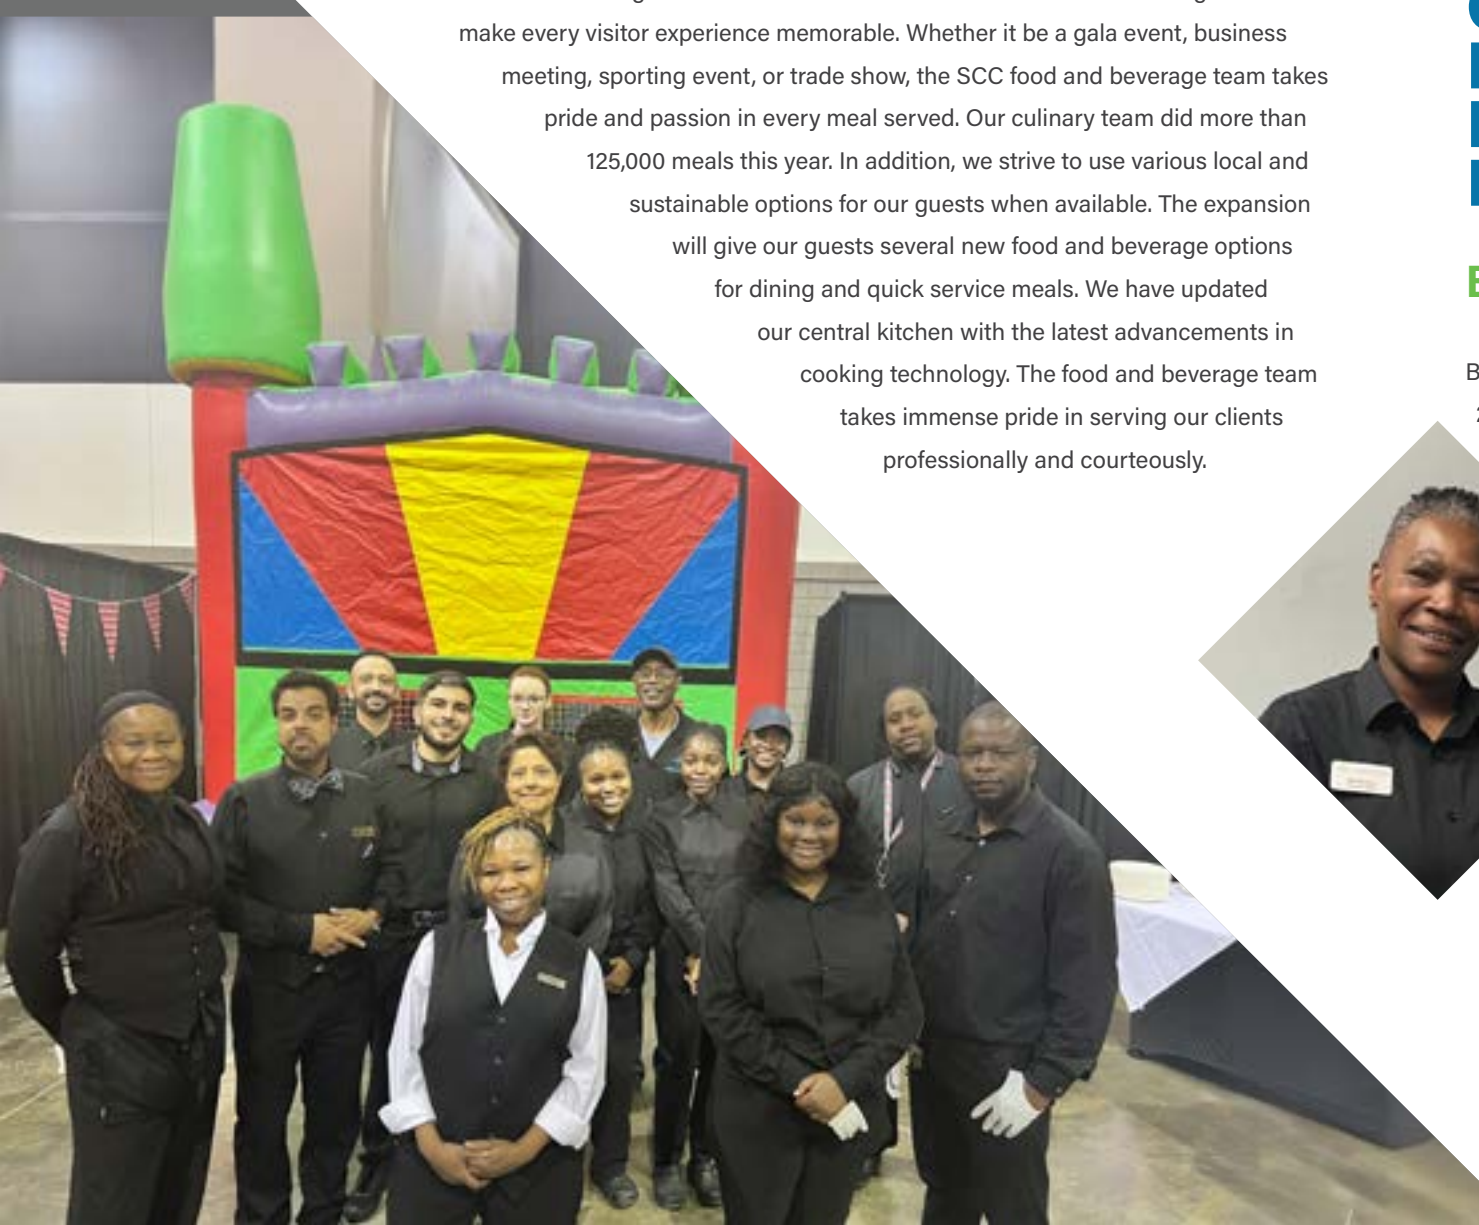 make every visitor experience memorable. Whether it be a gala event, business
meeting, sporting event, or trade show, the SCC food and beverage team takes
pride and passion in every meal served. Our culinary team did more than
125,000 meals this year. In addition, we strive to use various local and
sustainable options for our guests when available. The expansion
will give our guests several new food and beverage options
for dining and quick service meals. We have updated
our central kitchen with the latest advancements in
cooking technology. The food and beverage team
takes immense pride in serving our clients
professionally and courteously.